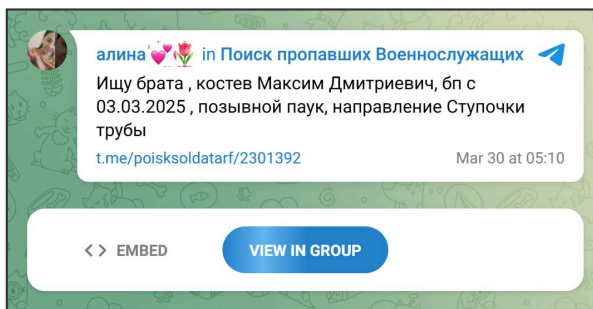 алина 💕🌷 in Поиск пропавших Военнослужащих
Ищу брата , костев Максим Дмитриевич, бп с
03.03.2025 , позывной паук, направление Ступочки
трубы
t.me/poisksoldatarf/2301392 Mar 30 at 05:10
<> EMBED VIEW IN GROUP